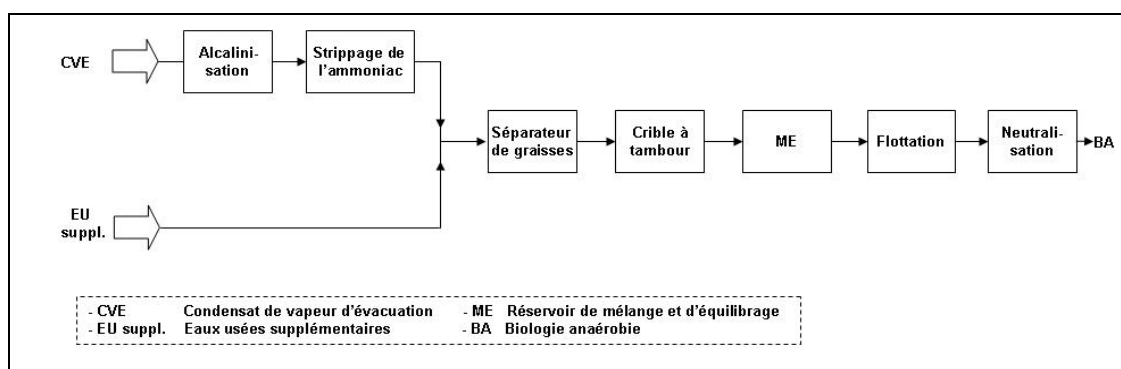 CVE
Alcalini-
sation
Strippage de
l'ammoniac
Séparateur
de graisses
Crible à
tambour
ME
Flottation
Neutrali-
sation
BA
EU
suppl.
- CVE Condensat de vapeur d'évacuation - ME Réservoir de mélange et d'équilibrage
- EU suppl. Eaux usées supplémentaires - BA Biologie anaérobie